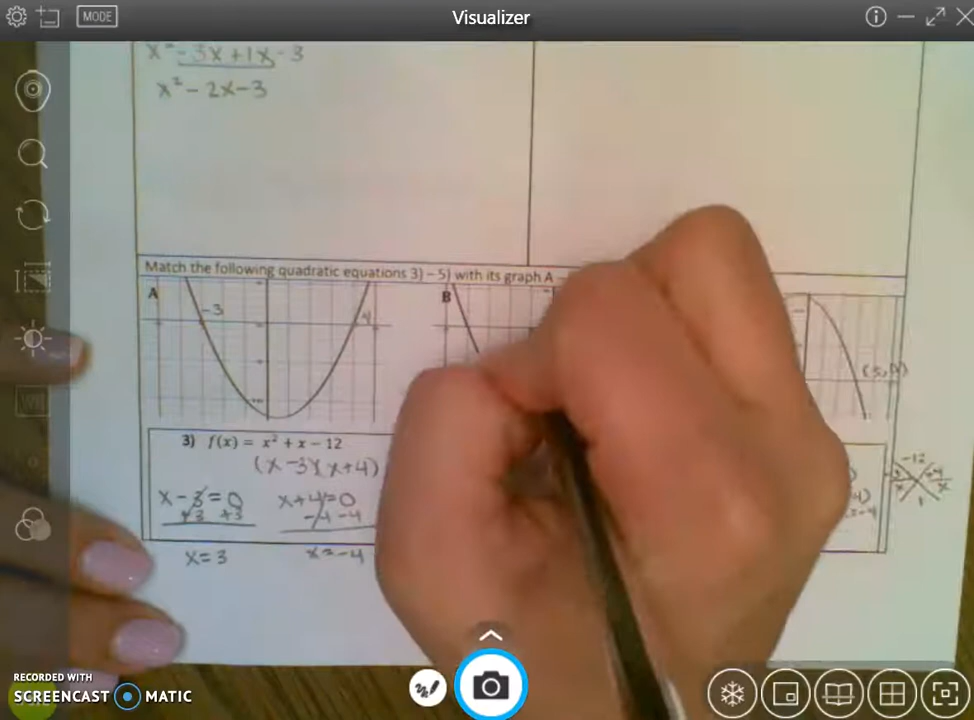 MODE
Visualizer
x² - 3x + 1x - 3
x² - 2x - 3
Match the following quadratic equations 3) – 5) with its graph A
A
-3
4
B
3) f(x) = x² + x − 12
(x - 3)(x + 4)
x - 3 = 0
x + 4 = 0
+3 +3
-4 -4
x = 3
x = -4
-12
x
x
1
RECORDED WITH
SCREENCAST MATIC